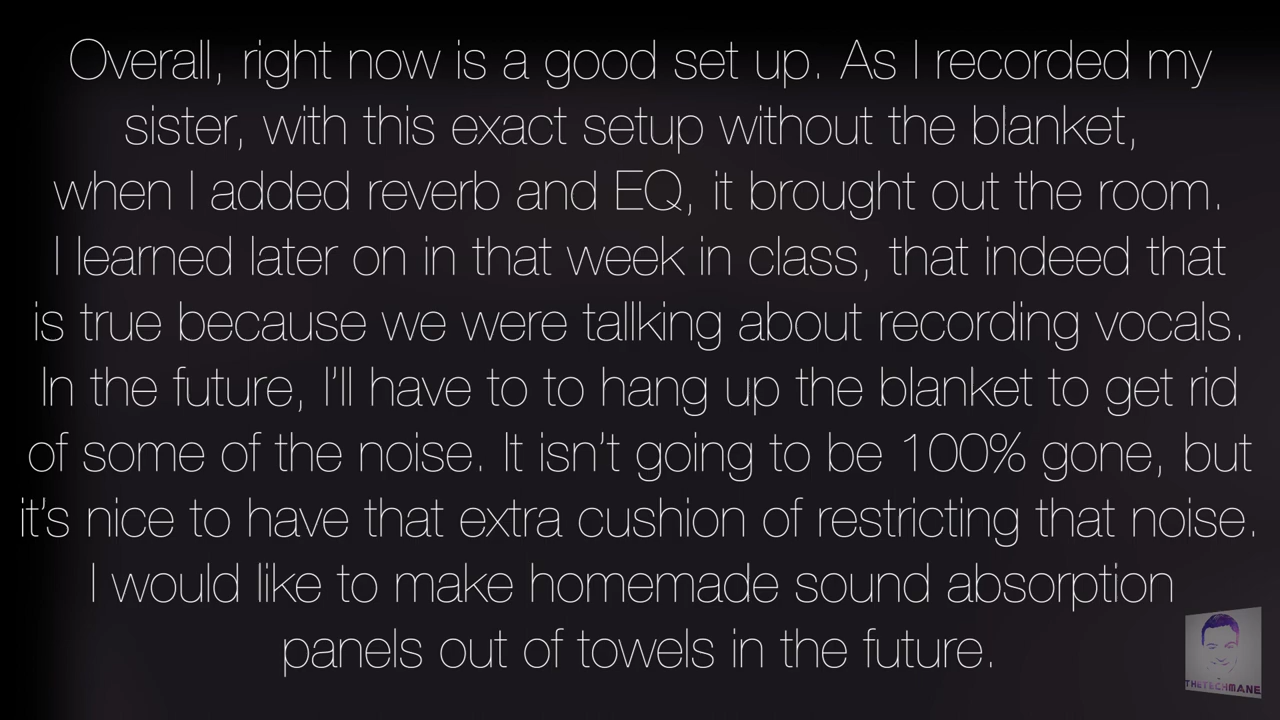 Overall, right now is a good set up. As I recorded my
sister, with this exact setup without the blanket,
when I added reverb and EQ, it brought out the room.
I learned later on in that week in class, that indeed that
is true because we were tallking about recording vocals.
In the future, I'll have to to hang up the blanket to get rid
of some of the noise. It isn't going to be 100% gone, but
it's nice to have that extra cushion of restricting that noise.
I would like to make homemade sound absorption
panels out of towels in the future.
THETECHMANE